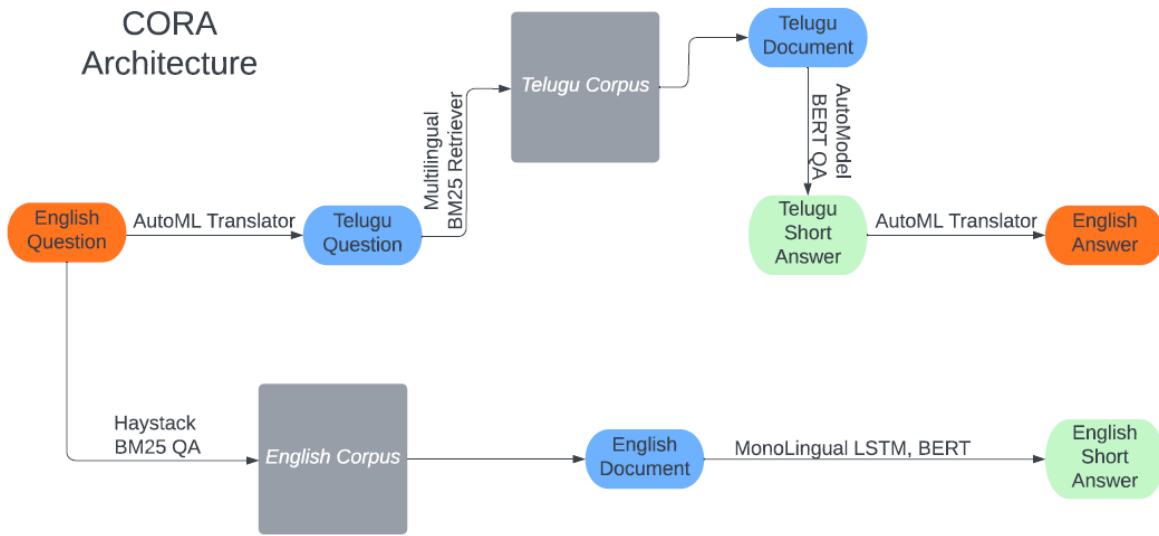 CORA
Architecture
English
Question
AutoML Translator
Telugu
Question
Multilingual
BM25 Retriever
Telugu Corpus
Telugu
Document
AutoModel
BERT QA
Telugu
Short
Answer
AutoML Translator
English
Answer
Haystack
BM25 QA
English Corpus
English
Document
MonoLingual LSTM, BERT
English
Short
Answer